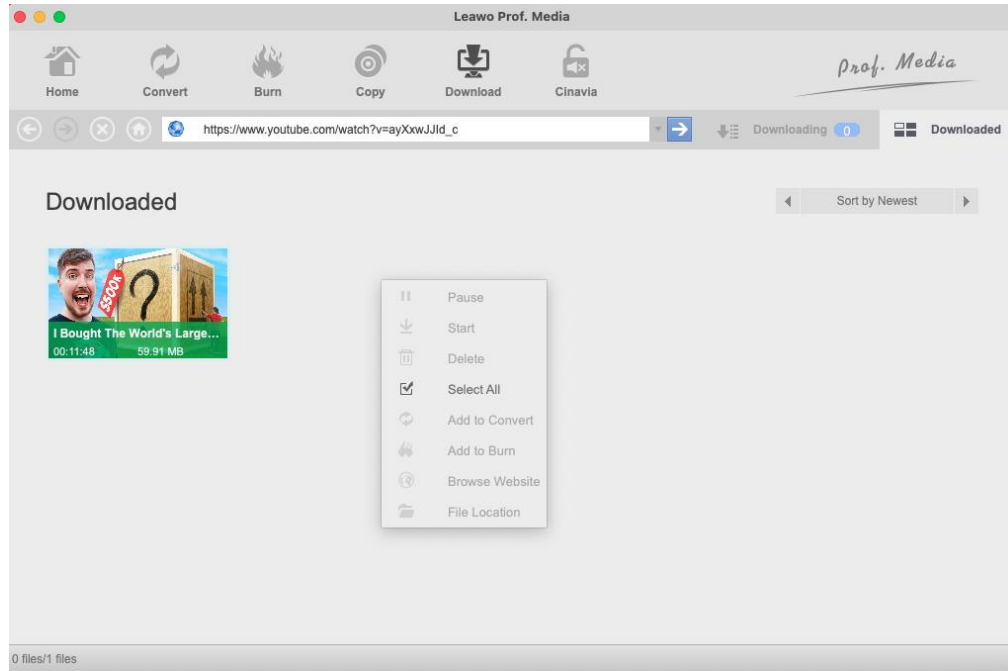 Leawo Prof. Media
Home Convert Burn Copy Download Cinavia
Prof. Media
https://www.youtube.com/watch?v=ayXxwJJId_c
Downloading 0 Downloaded
Downloaded
Sort by Newest
$500K
?
I Bought The World's Large...
00:11:48 59.91 MB
Pause
Start
Delete
Select All
Add to Convert
Add to Burn
Browse Website
File Location
0 files/1 files